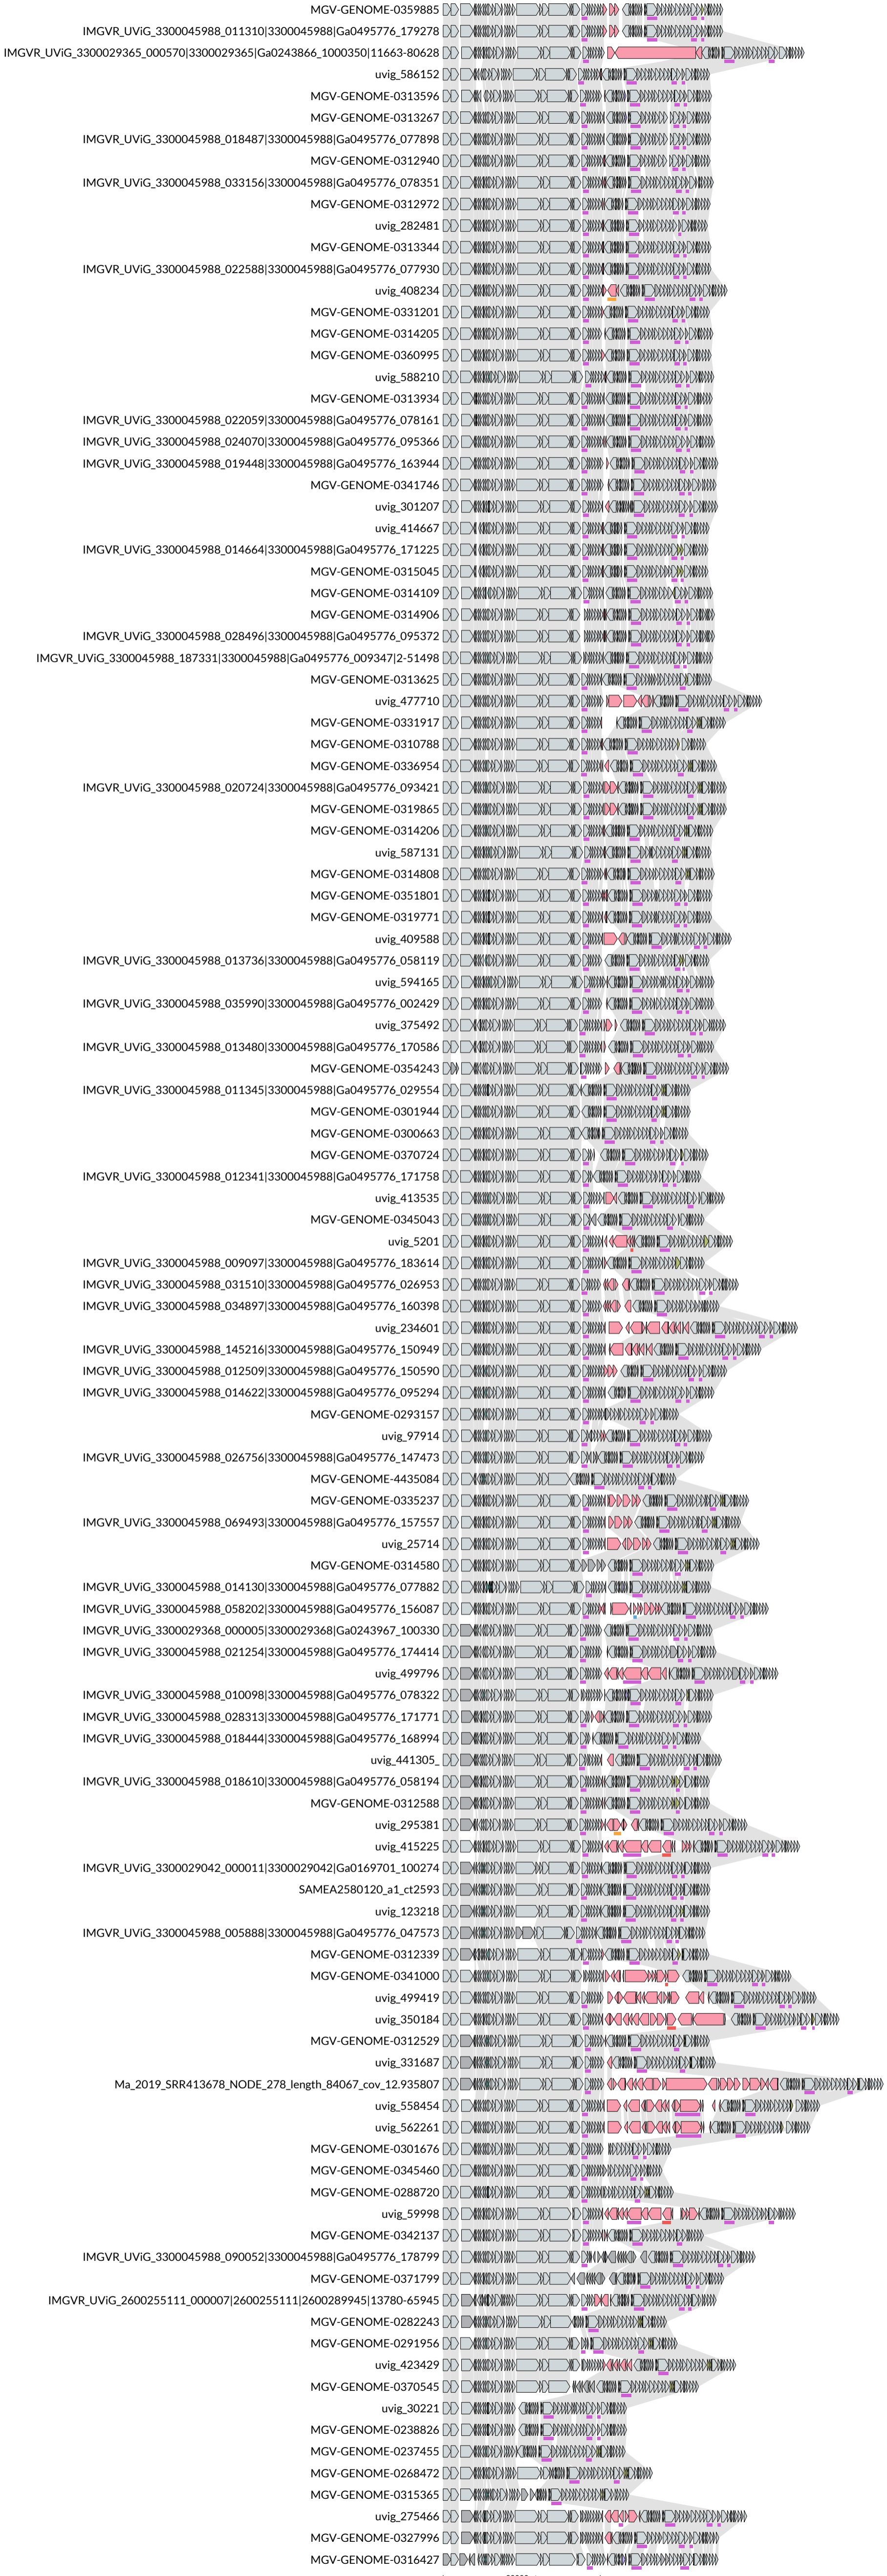 MGV-GENOME-0359885
IMGVR_UViG_3300045988_011310|3300045988|Ga0495776_179278
IMGVR_UViG_3300029365_000570|3300029365|Ga0243866_1000350|11663-80628
uvig_586152
MGV-GENOME-0313596
MGV-GENOME-0313267
IMGVR_UViG_3300045988_018487|3300045988|Ga0495776_077898
MGV-GENOME-0312940
IMGVR_UViG_3300045988_033156|3300045988|Ga0495776_078351
MGV-GENOME-0312972
uvig_282481
MGV-GENOME-0313344
IMGVR_UViG_3300045988_022588|3300045988|Ga0495776_077930
uvig_408234
MGV-GENOME-0331201
MGV-GENOME-0314205
MGV-GENOME-0360995
uvig_588210
MGV-GENOME-0313934
IMGVR_UViG_3300045988_022059|3300045988|Ga0495776_078161
IMGVR_UViG_3300045988_024070|3300045988|Ga0495776_095366
IMGVR_UViG_3300045988_019448|3300045988|Ga0495776_163944
MGV-GENOME-0341746
uvig_301207
uvig_414667
IMGVR_UViG_3300045988_014664|3300045988|Ga0495776_171225
MGV-GENOME-0315045
MGV-GENOME-0314109
MGV-GENOME-0314906
IMGVR_UViG_3300045988_028496|3300045988|Ga0495776_095372
IMGVR_UViG_3300045988_187331|3300045988|Ga0495776_007347|2-51498
MGV-GENOME-0313625
uvig_477710
MGV-GENOME-0331917
MGV-GENOME-0310788
MGV-GENOME-0336954
IMGVR_UViG_3300045988_020724|3300045988|Ga0495776_093421
MGV-GENOME-0319865
MGV-GENOME-0314206
uvig_587131
MGV-GENOME-0314808
MGV-GENOME-0351801
MGV-GENOME-0319771
uvig_409588
IMGVR_UViG_3300045988_013736|3300045988|Ga0495776_058119
uvig_594165
IMGVR_UViG_3300045988_035990|3300045988|Ga0495776_002429
uvig_375492
IMGVR_UViG_3300045988_013480|3300045988|Ga0495776_170586
MGV-GENOME-0354243
IMGVR_UViG_3300045988_011345|3300045988|Ga0495776_029554
MGV-GENOME-0301944
MGV-GENOME-0300663
MGV-GENOME-0370724
IMGVR_UViG_3300045988_012341|3300045988|Ga0495776_171758
uvig_413535
MGV-GENOME-0345043
uvig_5201
IMGVR_UViG_3300045988_009097|3300045988|Ga0495776_183614
IMGVR_UViG_3300045988_031510|3300045988|Ga0495776_026953
IMGVR_UViG_3300045988_034897|3300045988|Ga0495776_160398
uvig_234601
IMGVR_UViG_3300045988_145216|3300045988|Ga0495776_150949
IMGVR_UViG_3300045988_012509|3300045988|Ga0495776_150970
IMGVR_UViG_3300045988_014622|3300045988|Ga0495776_095294
MGV-GENOME-0293157
uvig_97914
IMGVR_UViG_3300045988_026756|3300045988|Ga0495776_147473
MGV-GENOME-4435084
MGV-GENOME-0335237
IMGVR_UViG_3300045988_069493|3300045988|Ga0495776_157557
uvig_25714
MGV-GENOME-0314580
IMGVR_UViG_3300045988_014130|3300045988|Ga0495776_077882
IMGVR_UViG_3300045988_058202|3300045988|Ga0495776_156087
IMGVR_UViG_3300029368_000005|3300029368|Ga0243967_100330
IMGVR_UViG_3300045988_021254|3300045988|Ga0495776_174414
uvig_499796
IMGVR_UViG_3300045988_010098|3300045988|Ga0495776_078322
IMGVR_UViG_3300045988_028313|3300045988|Ga0495776_171771
IMGVR_UViG_3300045988_018444|3300045988|Ga0495776_168994
uvig_441305_
IMGVR_UViG_3300045988_018610|3300045988|Ga0495776_058194
MGV-GENOME-0312588
uvig_295381
uvig_415225
IMGVR_UViG_3300029042_000011|3300029042|Ga0169701_100274
SAMEA2580120_a1_ct2593
uvig_123218
IMGVR_UViG_3300045988_005888|3300045988|Ga0495776_047573
MGV-GENOME-0312339
MGV-GENOME-0341000
uvig_499419
uvig_350184
MGV-GENOME-0312529
uvig_331687
Ma_2019_SRR413678_NODE_278_length_84067_cov_12.935807
uvig_558454
uvig_562261
MGV-GENOME-0301676
MGV-GENOME-0345460
MGV-GENOME-0288720
uvig_59998
MGV-GENOME-0342137
IMGVR_UViG_3300045988_090052|3300045988|Ga0495776_178799
MGV-GENOME-0371799
IMGVR_UViG_2600255111_000007|2600255111|2600289945|13780-65945
MGV-GENOME-0282243
MGV-GENOME-0291956
uvig_423429
MGV-GENOME-0370545
uvig_30221
MGV-GENOME-0238826
MGV-GENOME-0237455
MGV-GENOME-0268472
MGV-GENOME-0315365
uvig_275466
MGV-GENOME-0327996
MGV-GENOME-0316427